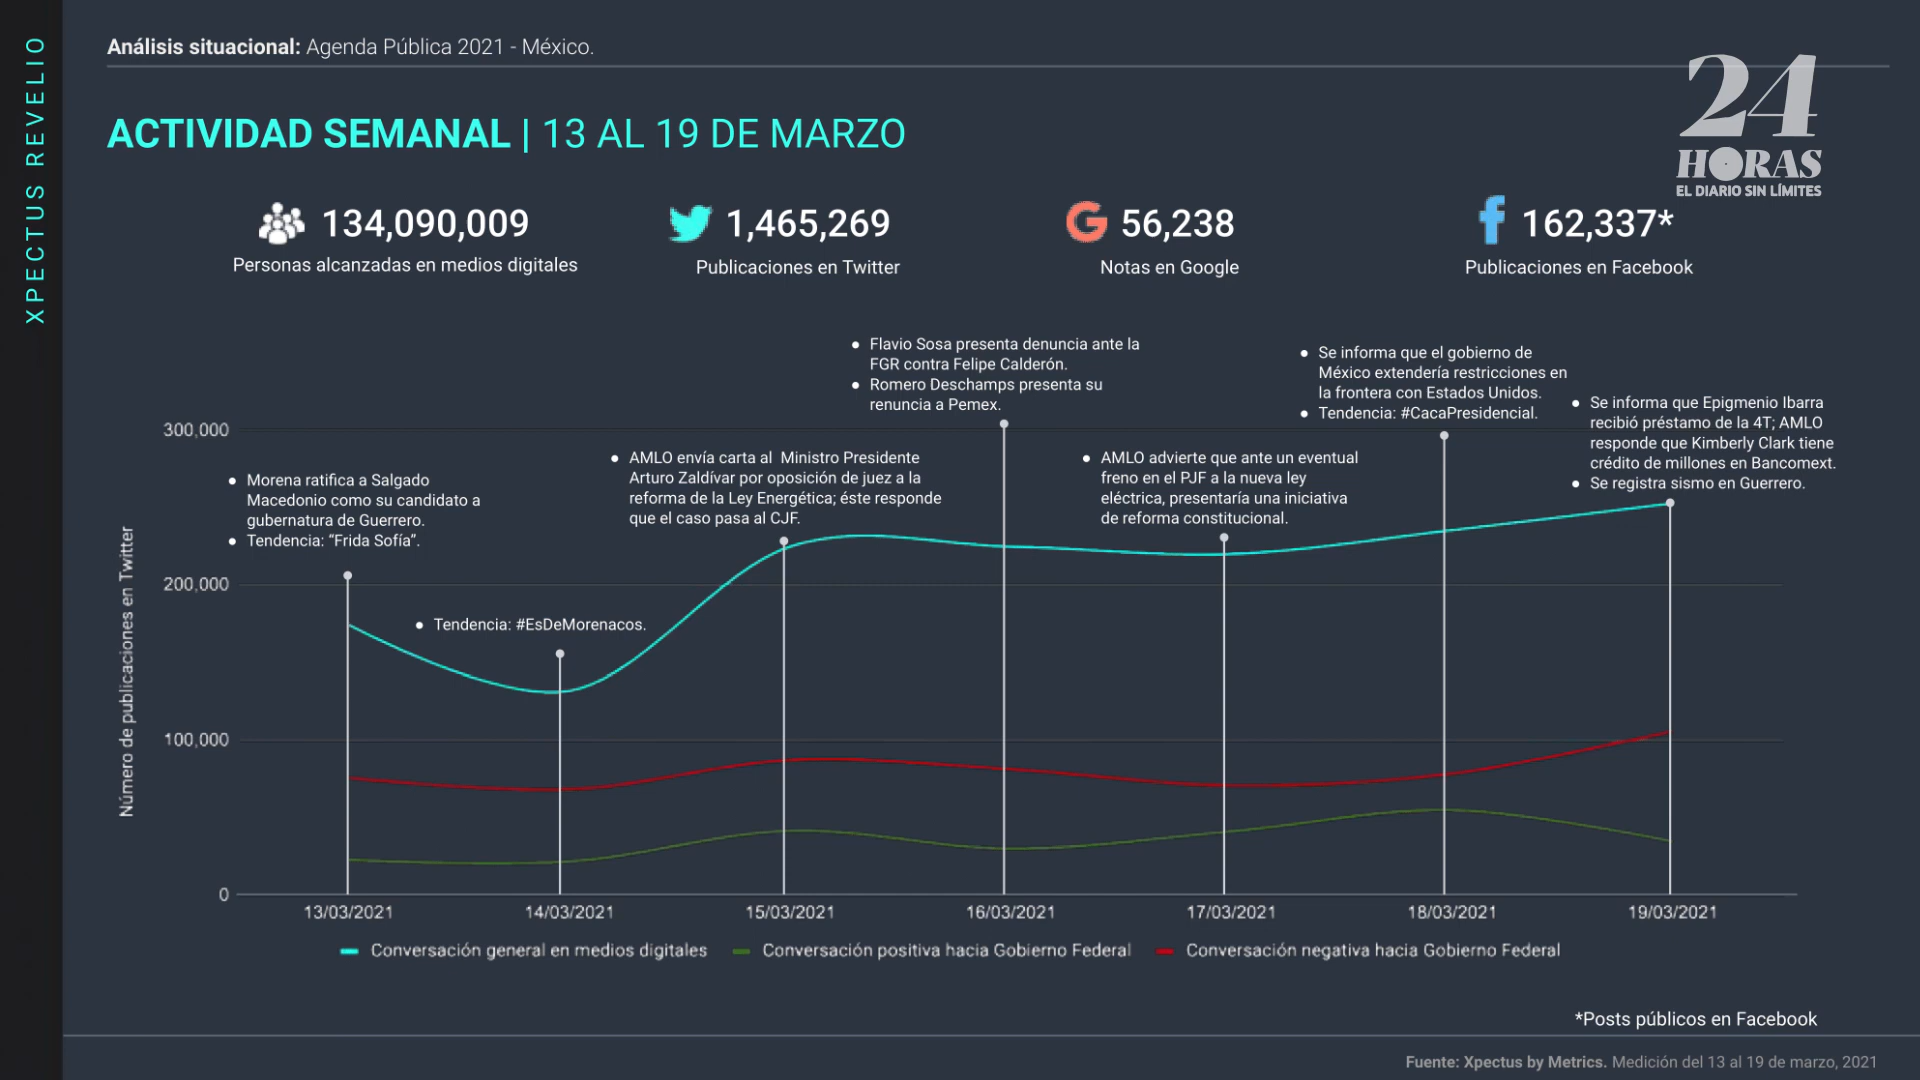 XPECTUS REVELIO
Análisis situacional: Agenda Pública 2021 - México.
24
HORAS
EL DIARIO SIN LÍMITES
ACTIVIDAD SEMANAL | 13 AL 19 DE MARZO
134,090,009
Personas alcanzadas en medios digitales
1,465,269
Publicaciones en Twitter
56,238
Notas en Google
162,337*
Publicaciones en Facebook
Número de publicaciones en Twitter
300,000
200,000
100,000
0
● Morena ratifica a Salgado
Macedonio como su candidato a
gubernatura de Guerrero.
● Tendencia: “Frida Sofía”.
● Tendencia: #EsDeMorenacos.
● AMLO envía carta al Ministro Presidente
Arturo Zaldívar por oposición de juez a la
reforma de la Ley Energética; éste responde
que el caso pasa al CJF.
● Flavio Sosa presenta denuncia ante la
FGR contra Felipe Calderón.
● Romero Deschamps presenta su
renuncia a Pemex.
● AMLO advierte que ante un eventual
freno en el PJF a la nueva ley
eléctrica, presentaría una iniciativa
de reforma constitucional.
● Se informa que el gobierno de
México extendería restricciones en
la frontera con Estados Unidos.
● Tendencia: #CacaPresidencial.
● Se informa que Epigmenio Ibarra
recibió préstamo de la 4T; AMLO
responde que Kimberly Clark tiene
crédito de millones en Bancomext.
● Se registra sismo en Guerrero.
13/03/2021 14/03/2021 15/03/2021 16/03/2021 17/03/2021 18/03/2021 19/03/2021
Conversación general en medios digitales Conversación positiva hacia Gobierno Federal Conversación negativa hacia Gobierno Federal
*Posts públicos en Facebook
Fuente: Xpectus by Metrics. Medición del 13 al 19 de marzo, 2021